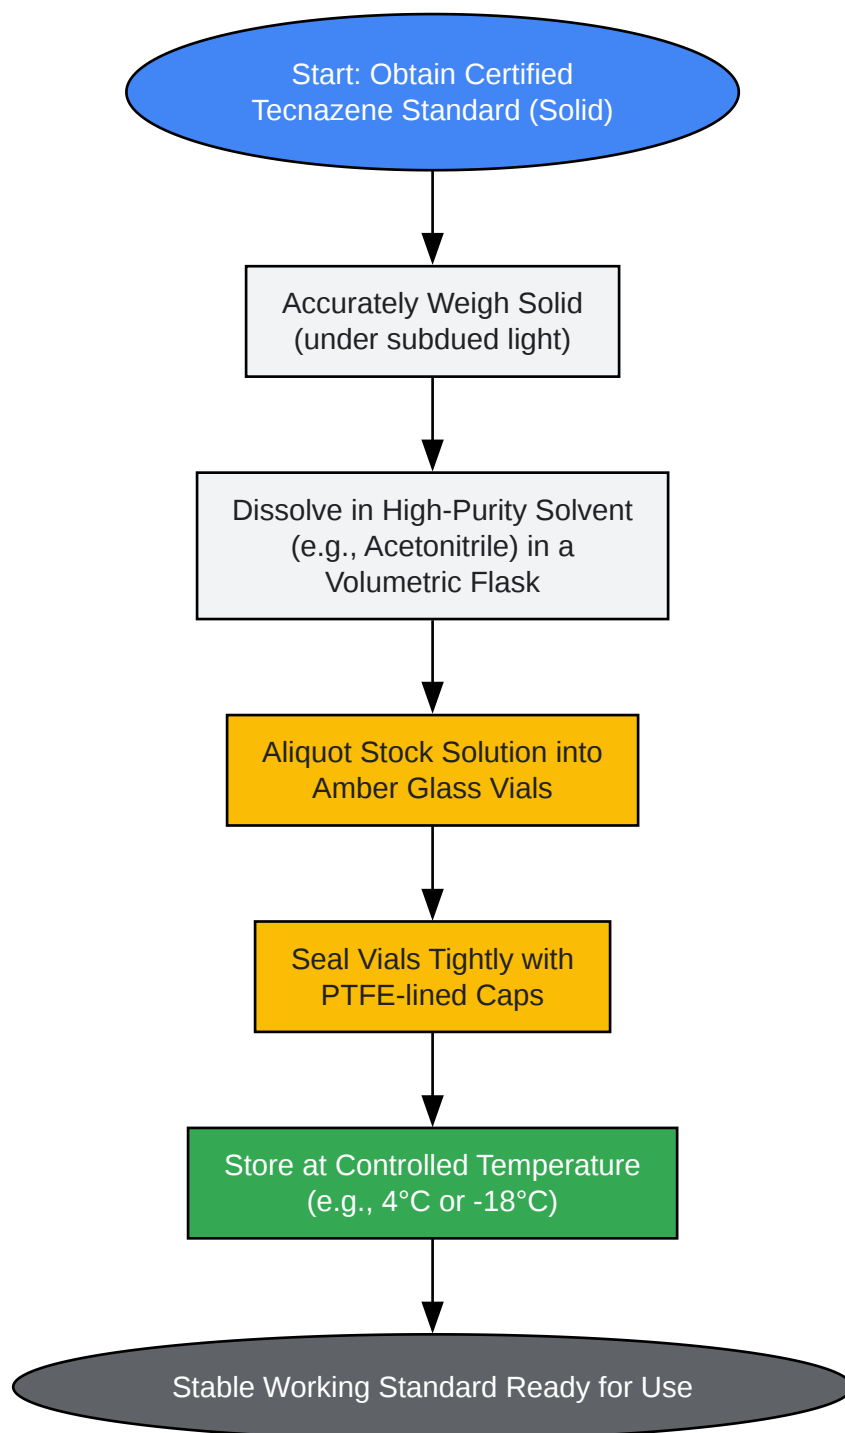 Start: Obtain Certified
Tecnazene Standard (Solid)
Accurately Weigh Solid
(under subdued light)
Dissolve in High-Purity Solvent
(e.g., Acetonitrile) in a
Volumetric Flask
Aliquot Stock Solution into
Amber Glass Vials
Seal Vials Tightly with
PTFE-lined Caps
Store at Controlled Temperature
(e.g., 4°C or -18°C)
Stable Working Standard Ready for Use